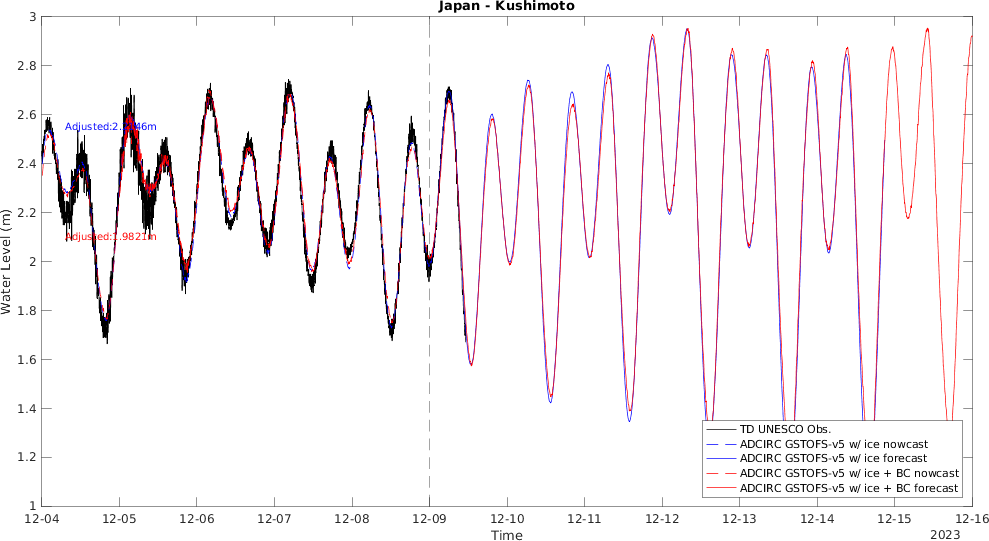 Japan - Kushimoto
3
2.8
2.6
2.4
2.2
2
1.8
1.6
1.4
1.2
1
Water Level (m)
Adjusted:1.9821m
TD UNESCO Obs.
ADCIRC GSTOFS-v5 w/ ice nowcast
ADCIRC GSTOFS-v5 w/ ice forecast
ADCIRC GSTOFS-v5 w/ ice + BC nowcast
ADCIRC GSTOFS-v5 w/ ice + BC forecast
12-04 12-05 12-06 12-07 12-08 12-09 12-10 12-11 12-12 12-13 12-14 12-15 12-16
Time
2023